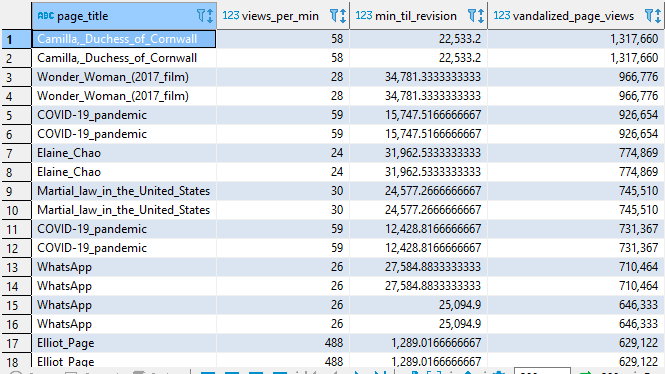 ABC page_title 123 views_per_min 123 min_til_revision 123 vandalized_page_views
1 Camilla,_Duchess_of_Cornwall 58 22,533.2 1,317,660
2 Camilla,_Duchess_of_Cornwall 58 22,533.2 1,317,660
3 Wonder_Woman_(2017_film) 28 34,781.3333333333 966,776
4 Wonder_Woman_(2017_film) 28 34,781.3333333333 966,776
5 COVID-19_pandemic 59 15,747.5166666667 926,654
6 COVID-19_pandemic 59 15,747.5166666667 926,654
7 Elaine_Chao 24 31,962.5333333333 774,869
8 Elaine_Chao 24 31,962.5333333333 774,869
9 Martial_law_in_the_United_States 30 24,577.2666666667 745,510
10 Martial_law_in_the_United_States 30 24,577.2666666667 745,510
11 COVID-19_pandemic 59 12,428.8166666667 731,367
12 COVID-19_pandemic 59 12,428.8166666667 731,367
13 WhatsApp 26 27,584.8833333333 710,464
14 WhatsApp 26 27,584.8833333333 710,464
15 WhatsApp 26 25,094.9 646,333
16 WhatsApp 26 25,094.9 646,333
17 Elliot_Page 488 1,289.0166666667 629,122
18 Elliot_Page 488 1,289.0166666667 629,122